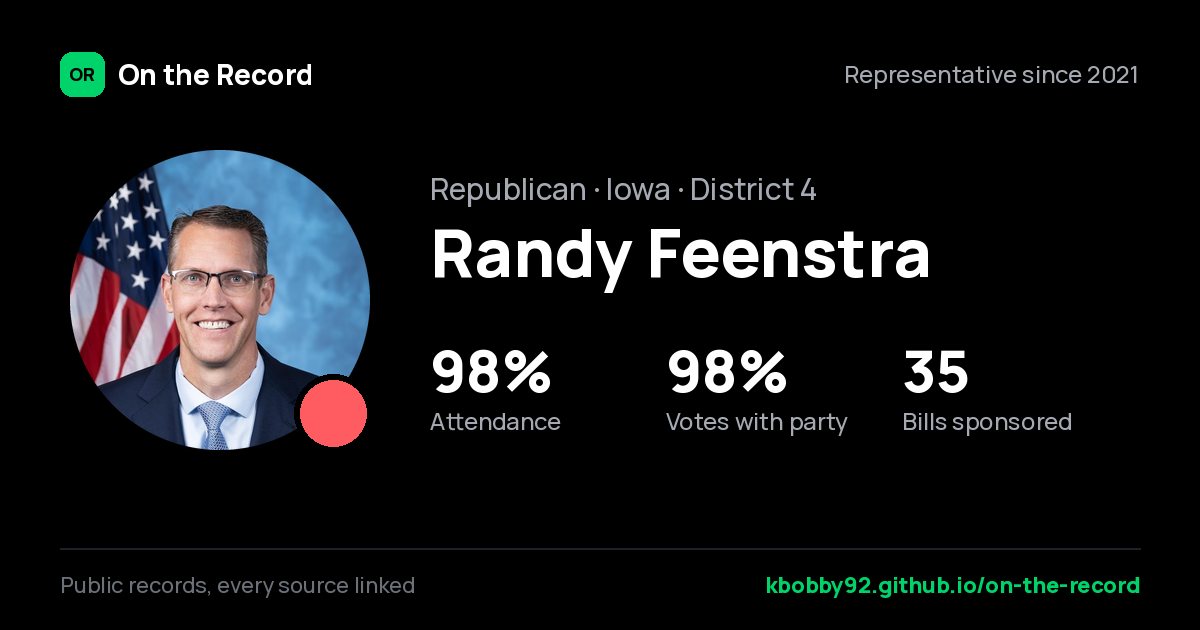 OR On the Record
Representative since 2021
Republican · Iowa · District 4
Randy Feenstra
98% 98% 35
Attendance Votes with party Bills sponsored
Public records, every source linked
kbobby92.github.io/on-the-record